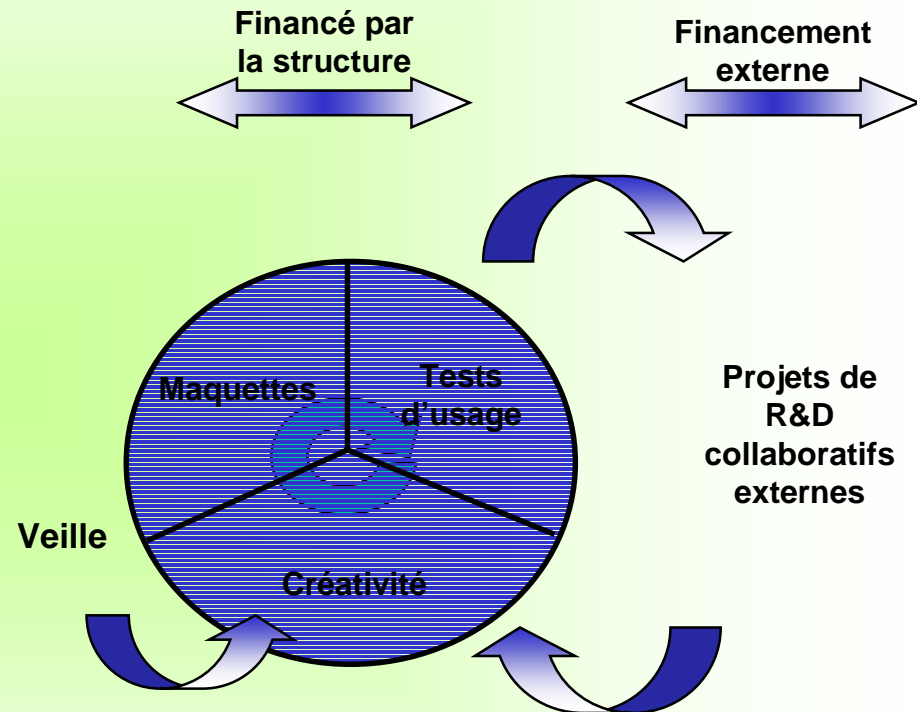 Financé par
la structure
Financement
externe
Maquettes
Tests
d’usage
Projets de
R&D
collaboratifs
externes
Veille
Créativité